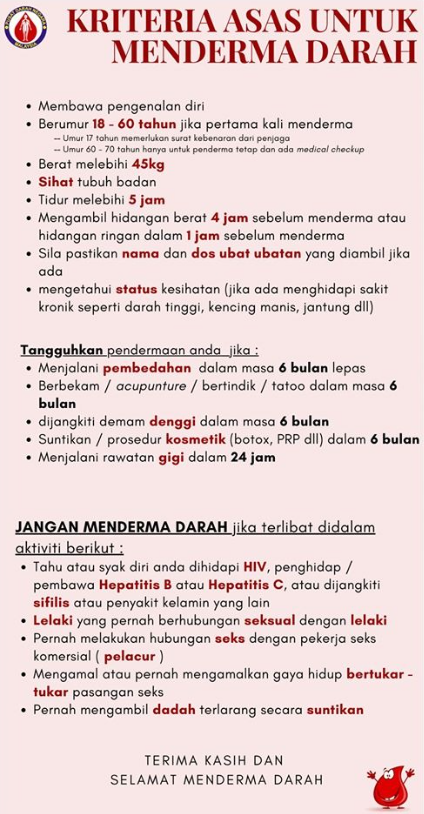 KRITERIA ASAS UNTUK
MENDERMA DARAH
Membawa pengenalan diri
Berumur 18 - 60 tahun jika pertama kali menderma
-- Umur 17 tahun memerlukan surat kebenaran dari penjaga
-- Umur 60 - 70 tahun hanya untuk penderma tetap dan ada medical checkup
Berat melebihi 45kg
Sihat tubuh badan
Tidur melebihi 5 jam
Mengambil hidangan berat 4 jam sebelum menderma atau
hidangan ringan dalam 1 jam sebelum menderma
Sila pastikan nama dan dos ubat ubatan yang diambil jika
ada
mengetahui status kesihatan (jika ada menghidapi sakit
kronik seperti darah tinggi, kencing manis, jantung dll)
Tangguhkan pendermaan anda jika :
Menjalani pembedahan dalam masa 6 bulan lepas
Berbekam / acupunture / bertindik / tatoo dalam masa 6
bulan
dijangkiti demam denggi dalam masa 6 bulan
Suntikan / prosedur kosmetik (botox, PRP dll) dalam 6 bulan
Menjalani rawatan gigi dalam 24 jam
JANGAN MENDERMA DARAH jika terlibat didalam
aktiviti berikut :
Tahu atau syak diri anda dihidapi HIV, penghidap /
pembawa Hepatitis B atau Hepatitis C, atau dijangkiti
sifilis atau penyakit kelamin yang lain
Lelaki yang pernah berhubungan seksual dengan lelaki
Pernah melakukan hubungan seks dengan pekerja seks
komersial ( pelacur )
Mengamal atau pernah mengamalkan gaya hidup bertukar -
tukar pasangan seks
Pernah mengambil dadah terlarang secara suntikan
TERIMA KASIH DAN
SELAMAT MENDERMA DARAH